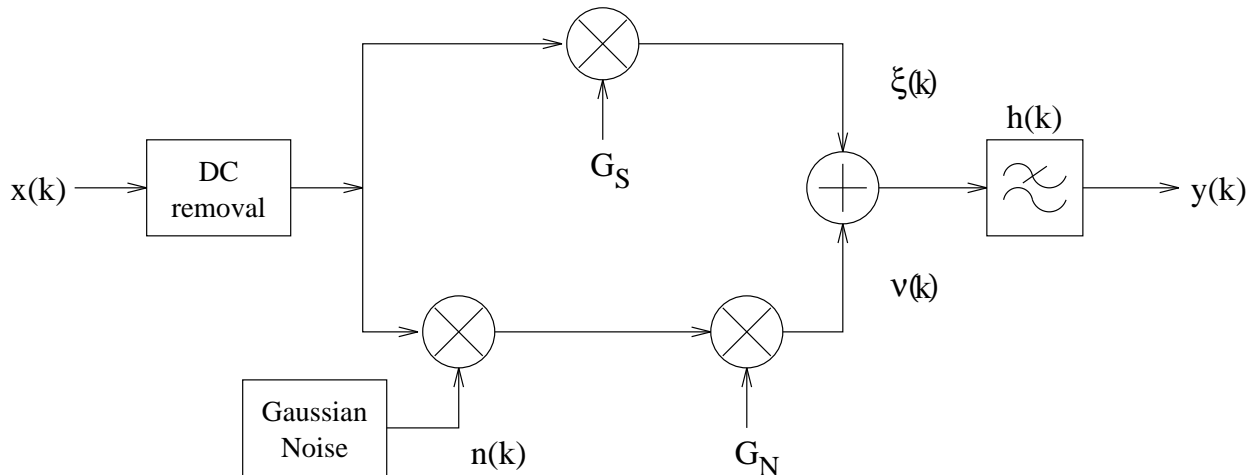 ξ(k)
h(k)
x(k)
DC
removal
G_S
y(k)
ν(k)
Gaussian
Noise
n(k)
G_N